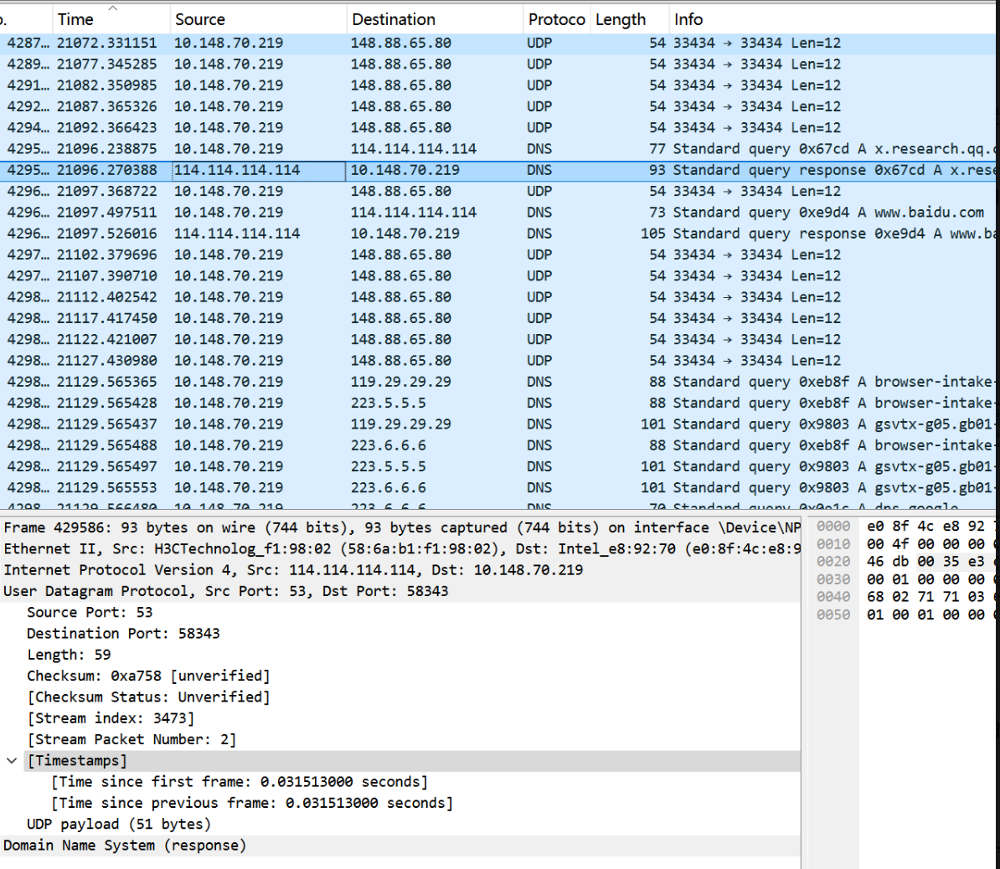 o. Time Source Destination Protoco Length Info
4287… 21072.331151 10.148.70.219 148.88.65.80 UDP 54 33434 → 33434 Len=12
4289… 21077.345285 10.148.70.219 148.88.65.80 UDP 54 33434 → 33434 Len=12
4291… 21082.350985 10.148.70.219 148.88.65.80 UDP 54 33434 → 33434 Len=12
4292… 21087.365326 10.148.70.219 148.88.65.80 UDP 54 33434 → 33434 Len=12
4294… 21092.366423 10.148.70.219 148.88.65.80 UDP 54 33434 → 33434 Len=12
4295… 21096.238875 10.148.70.219 114.114.114.114 DNS 77 Standard query 0x67cd A x.research.qq.c
4295… 21096.270388 114.114.114.114 10.148.70.219 DNS 93 Standard query response 0x67cd A x.rese
4296… 21097.368722 10.148.70.219 148.88.65.80 UDP 54 33434 → 33434 Len=12
4296… 21097.497511 10.148.70.219 114.114.114.114 DNS 73 Standard query 0xe9d4 A www.baidu.com
4296… 21097.526016 114.114.114.114 10.148.70.219 DNS 105 Standard query response 0xe9d4 A www.ba
4297… 21102.379696 10.148.70.219 148.88.65.80 UDP 54 33434 → 33434 Len=12
4297… 21107.390710 10.148.70.219 148.88.65.80 UDP 54 33434 → 33434 Len=12
4298… 21112.402542 10.148.70.219 148.88.65.80 UDP 54 33434 → 33434 Len=12
4298… 21117.417450 10.148.70.219 148.88.65.80 UDP 54 33434 → 33434 Len=12
4298… 21122.421007 10.148.70.219 148.88.65.80 UDP 54 33434 → 33434 Len=12
4298… 21127.430980 10.148.70.219 148.88.65.80 UDP 54 33434 → 33434 Len=12
4298… 21129.565365 10.148.70.219 119.29.29.29 DNS 88 Standard query 0xeb8f A browser-intake-
4298… 21129.565428 10.148.70.219 223.5.5.5 DNS 88 Standard query 0xeb8f A browser-intake-
4298… 21129.565437 10.148.70.219 119.29.29.29 DNS 101 Standard query 0x9803 A gsvtx-g05.gb01-
4298… 21129.565488 10.148.70.219 223.6.6.6 DNS 88 Standard query 0xeb8f A browser-intake-
4298… 21129.565497 10.148.70.219 223.5.5.5 DNS 101 Standard query 0x9803 A gsvtx-g05.gb01-
4298… 21129.565553 10.148.70.219 223.6.6.6 DNS 101 Standard query 0x9803 A gsvtx-g05.gb01-
4298… 21129.566480 10.148.70.219 223.6.6.6 DNS 70 Standard query 0x0e1c A dns.google
Frame 429586: 93 bytes on wire (744 bits), 93 bytes captured (744 bits) on interface \Device\NP
Ethernet II, Src: H3CTechnolog_f1:98:02 (58:6a:b1:f1:98:02), Dst: Intel_e8:92:70 (e0:8f:4c:e8:9
Internet Protocol Version 4, Src: 114.114.114.114, Dst: 10.148.70.219
User Datagram Protocol, Src Port: 53, Dst Port: 58343
Source Port: 53
Destination Port: 58343
Length: 59
Checksum: 0xa758 [unverified]
[Checksum Status: Unverified]
[Stream index: 3473]
[Stream Packet Number: 2]
[Timestamps]
[Time since first frame: 0.031513000 seconds]
[Time since previous frame: 0.031513000 seconds]
UDP payload (51 bytes)
Domain Name System (response)
0000 e0 8f 4c e8 92
0010 00 4f 00 00 00
0020 46 db 00 35 e3
0030 00 01 00 00 00
0040 68 02 71 71 03
0050 01 00 01 00 00